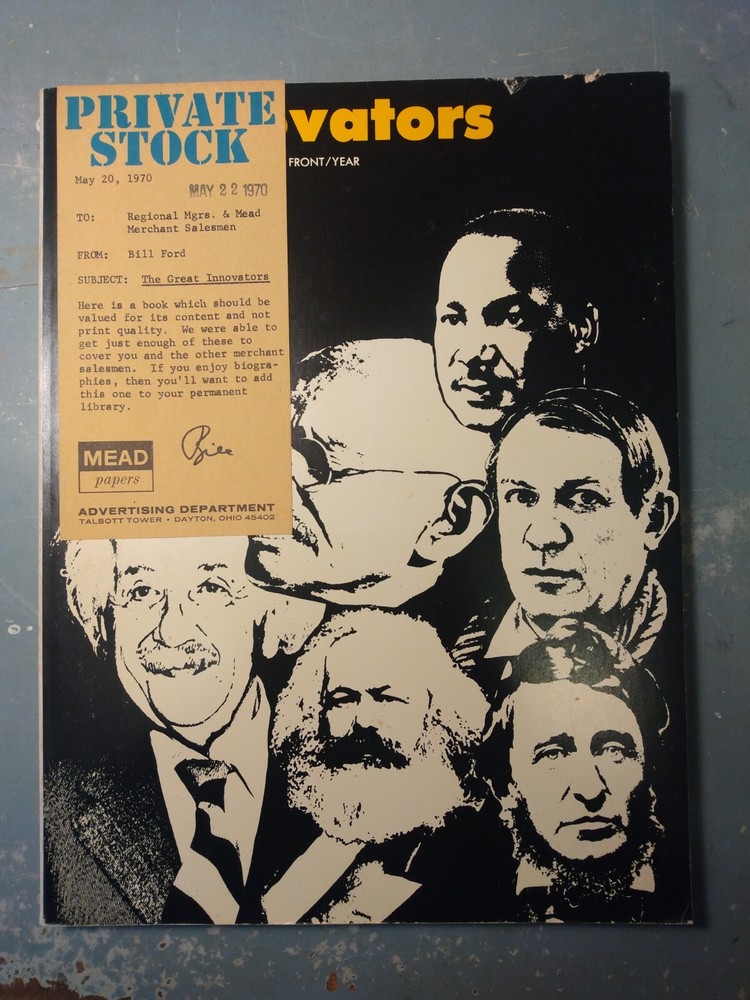 PRIVATE
STOCK
vators
FRONT/YEAR
May 20, 1970
MAY 22 1970
TO: Regional Mgrs. & Mead
Merchant Salesmen
FROM: Bill Ford
SUBJECT: The Great Innovators
Here is a book which should be
valued for its content and not
print quality. We were able to
get just enough of these to
cover you and the other merchant
salesmen. If you enjoy biogra-
phies, then you'll want to add
this one to your permanent
library.
Bill
MEAD
papers
ADVERTISING DEPARTMENT
TALBOTT TOWER • DAYTON, OHIO 45402